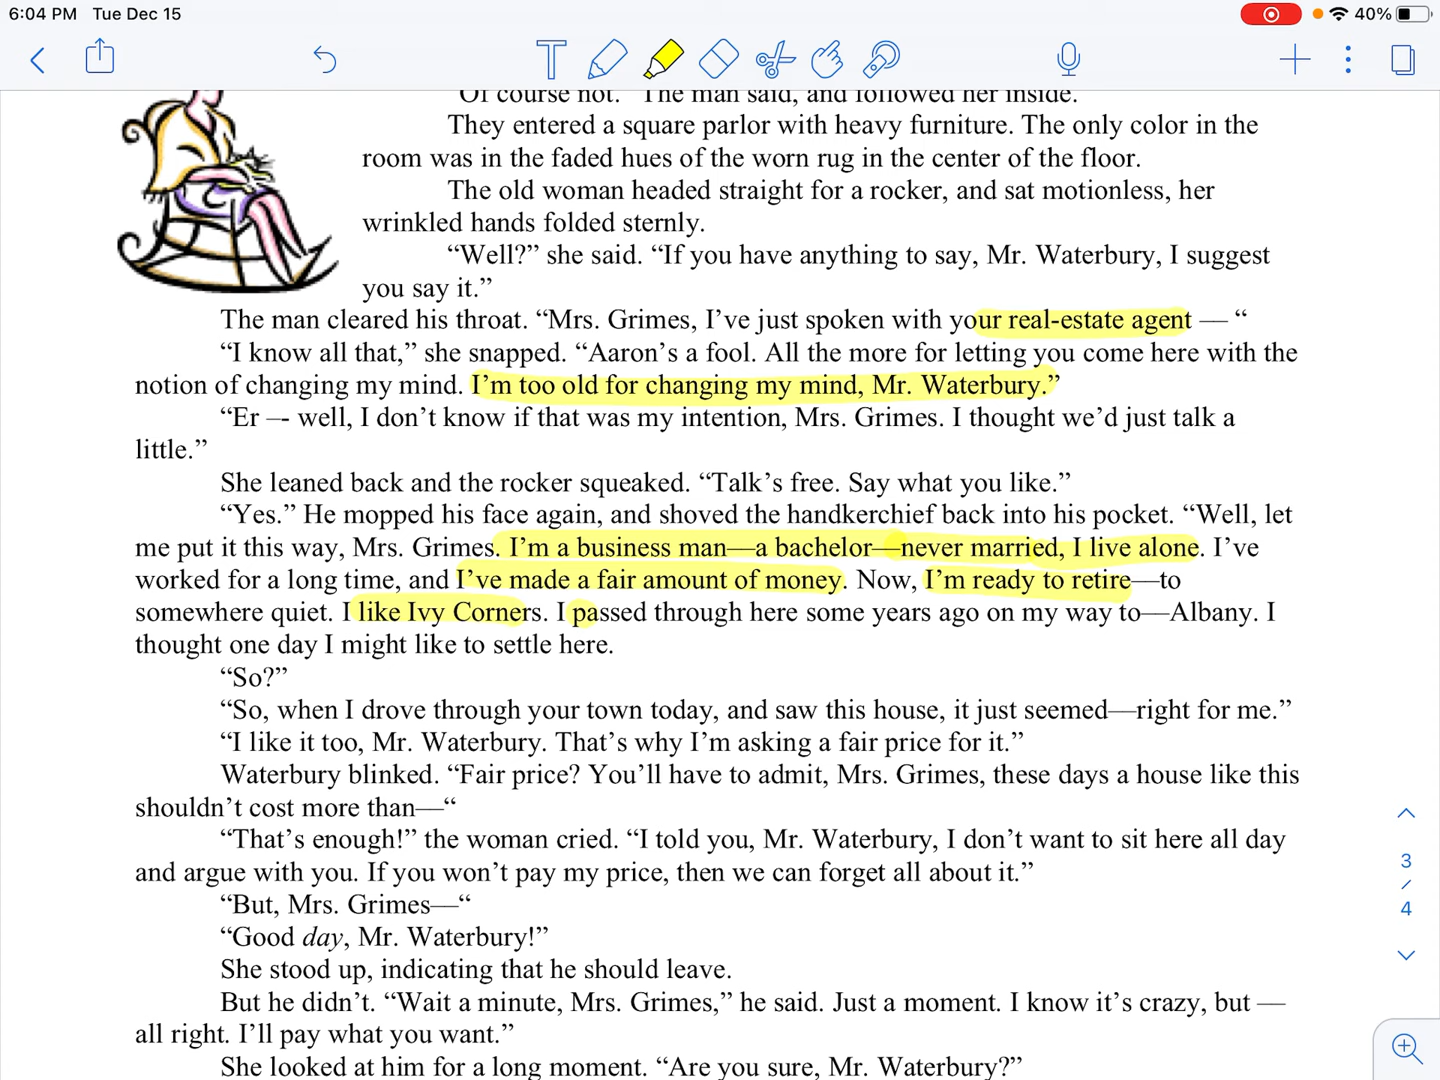 6:04 PM Tue Dec 15 40%
"Of course not." The man said, and followed her inside.
They entered a square parlor with heavy furniture. The only color in the
room was in the faded hues of the worn rug in the center of the floor.
The old woman headed straight for a rocker, and sat motionless, her
wrinkled hands folded sternly.
“Well?” she said. “If you have anything to say, Mr. Waterbury, I suggest
you say it.”
The man cleared his throat. “Mrs. Grimes, I’ve just spoken with your real-estate agent — “
“I know all that,” she snapped. “Aaron’s a fool. All the more for letting you come here with the
notion of changing my mind. I’m too old for changing my mind, Mr. Waterbury.”
“Er –- well, I don’t know if that was my intention, Mrs. Grimes. I thought we’d just talk a
little.”
She leaned back and the rocker squeaked. “Talk’s free. Say what you like.”
“Yes.” He mopped his face again, and shoved the handkerchief back into his pocket. “Well, let
me put it this way, Mrs. Grimes. I’m a business man—a bachelor—never married, I live alone. I’ve
worked for a long time, and I’ve made a fair amount of money. Now, I’m ready to retire—to
somewhere quiet. I like Ivy Corners. I passed through here some years ago on my way to—Albany. I
thought one day I might like to settle here.
“So?”
“So, when I drove through your town today, and saw this house, it just seemed—right for me.”
“I like it too, Mr. Waterbury. That’s why I’m asking a fair price for it.”
Waterbury blinked. “Fair price? You’ll have to admit, Mrs. Grimes, these days a house like this
shouldn’t cost more than—“
“That’s enough!” the woman cried. “I told you, Mr. Waterbury, I don’t want to sit here all day
and argue with you. If you won’t pay my price, then we can forget all about it.”
“But, Mrs. Grimes—“
“Good day, Mr. Waterbury!”
She stood up, indicating that he should leave.
But he didn’t. “Wait a minute, Mrs. Grimes,” he said. Just a moment. I know it’s crazy, but —
all right. I’ll pay what you want.”
She looked at him for a long moment. “Are you sure, Mr. Waterbury?”
3
/
4